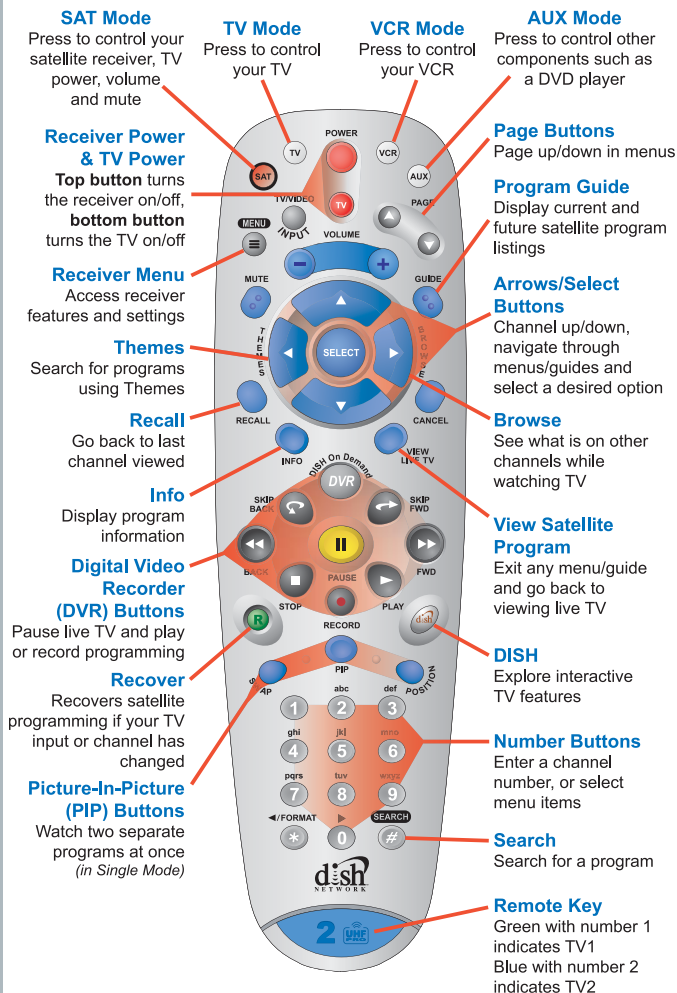 SAT Mode
Press to control your
satellite receiver, TV
power, volume
and mute
TV Mode
Press to control
your TV
VCR Mode
Press to control
your VCR
AUX Mode
Press to control other
components such as
a DVD player
Receiver Power
& TV Power
Top button turns
the receiver on/off,
bottom button
turns the TV on/off
Receiver Menu
Access receiver
features and settings
Themes
Search for programs
using Themes
Recall
Go back to last
channel viewed
Info
Display program
information
Digital Video
Recorder
(DVR) Buttons
Pause live TV and play
or record programming
Recover
Recovers satellite
programming if your TV
input or channel has
changed
Picture-In-Picture
(PIP) Buttons
Watch two separate
programs at once
(in Single Mode)
POWER
TV
VCR
SAT
AUX
TV/VIDEO
INPUT
TV
PAGE
MENU
VOLUME
MUTE
GUIDE
THEMES
SELECT
BROWSE
RECALL
CANCEL
INFO
VIEW
LIVE TV
DISH On Demand
DVR
SKIP
BACK
SKIP
FWD
BACK
FWD
STOP
PAUSE
PLAY
RECORD
R
dish
SWAP
PIP
POSITION
abc
def
1
2
3
ghi
jkl
mno
4
5
6
pqrs
tuv
wxyz
7
8
9
◄/FORMAT
►
SEARCH
*
0
#
dish
NETWORK
2
UHF
PRO
Page Buttons
Page up/down in menus
Program Guide
Display current and
future satellite program
listings
Arrows/Select
Buttons
Channel up/down,
navigate through
menus/guides and
select a desired option
Browse
See what is on other
channels while
watching TV
View Satellite
Program
Exit any menu/guide
and go back to
viewing live TV
DISH
Explore interactive
TV features
Number Buttons
Enter a channel
number, or select
menu items
Search
Search for a program
Remote Key
Green with number 1
indicates TV1
Blue with number 2
indicates TV2